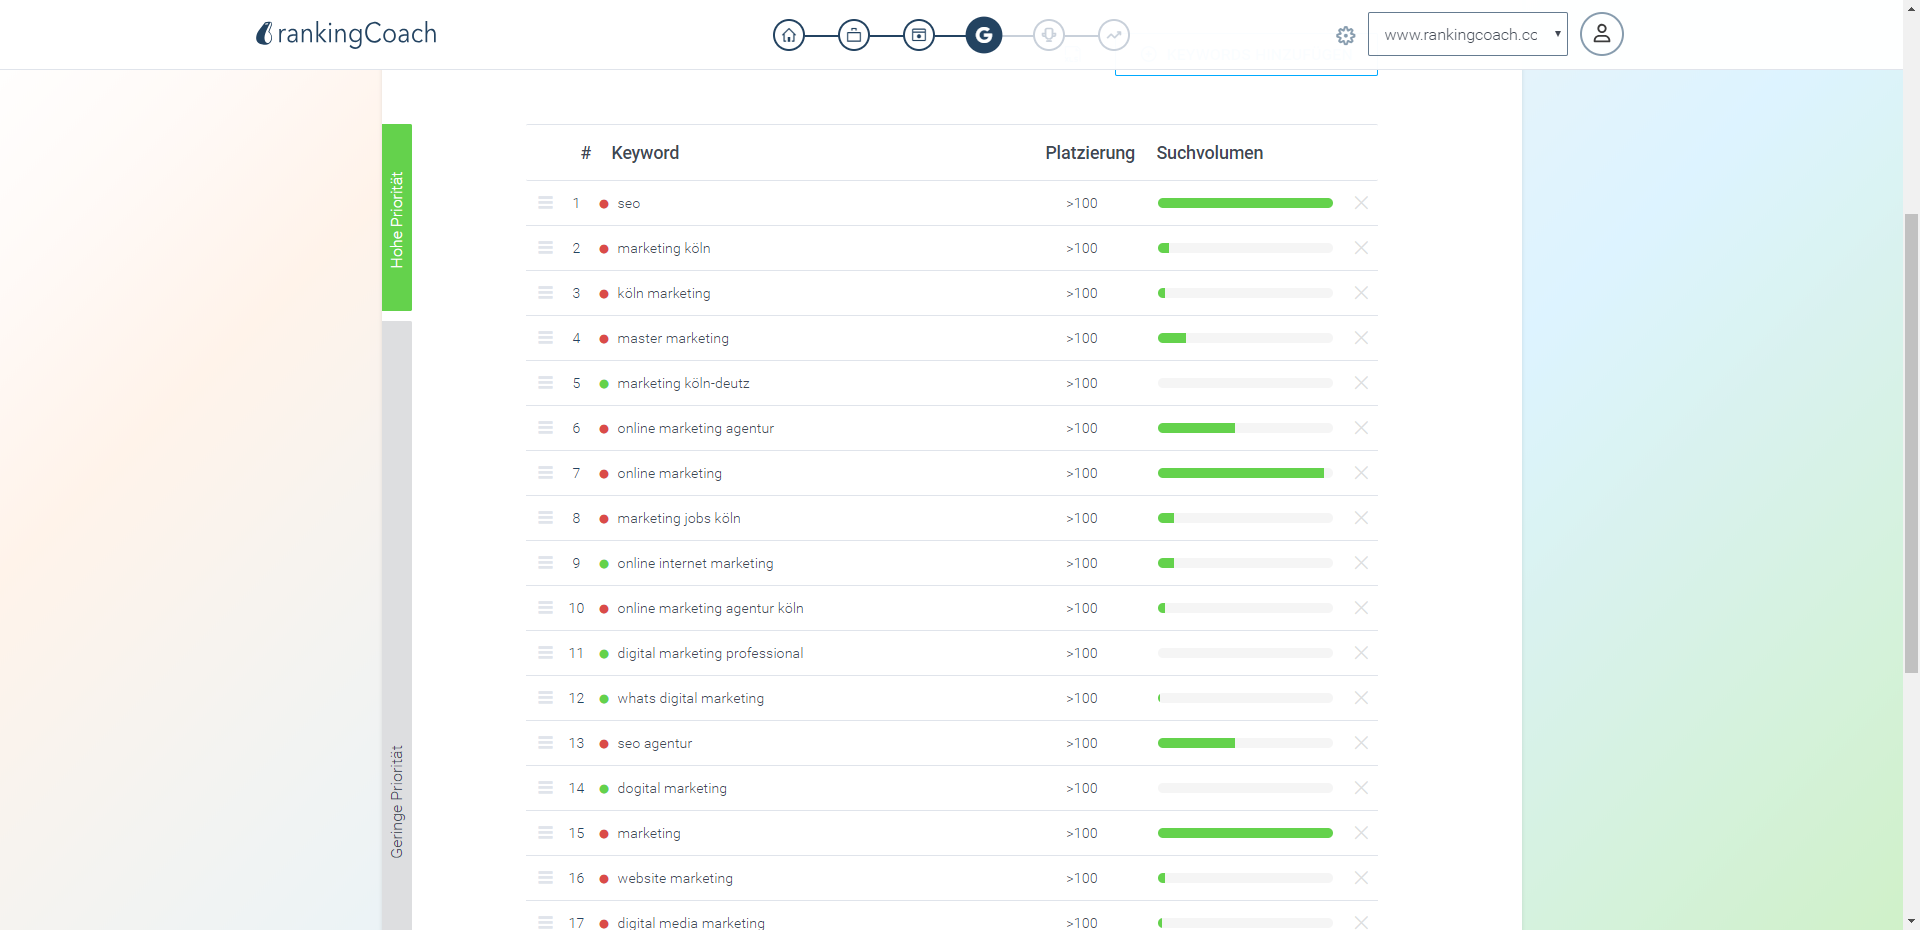 rankingCoach
G
www.rankingcoach.cc
Hohe Priorität
Geringe Priorität
# Keyword Platzierung Suchvolumen
1 seo >100
2 marketing köln >100
3 köln marketing >100
4 master marketing >100
5 marketing köln-deutz >100
6 online marketing agentur >100
7 online marketing >100
8 marketing jobs köln >100
9 online internet marketing >100
10 online marketing agentur köln >100
11 digital marketing professional >100
12 whats digital marketing >100
13 seo agentur >100
14 dogital marketing >100
15 marketing >100
16 website marketing >100
17 digital media marketing >100